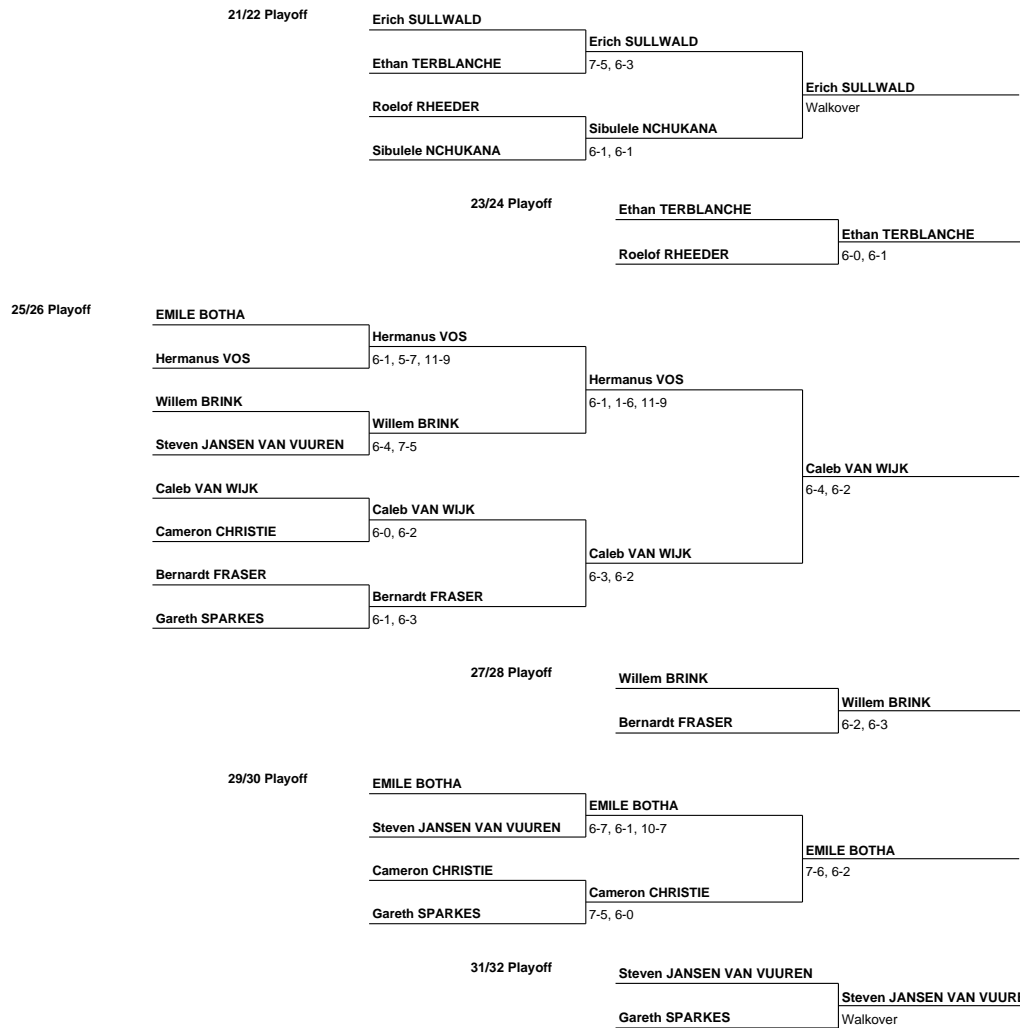 21/22 Playoff
Erich SULLWALD
Erich SULLWALD
Ethan TERBLANCHE
7-5, 6-3
Erich SULLWALD
Roelof RHEEDER
Walkover
Sibulele NCHUKANA
Sibulele NCHUKANA
6-1, 6-1
23/24 Playoff
Ethan TERBLANCHE
Ethan TERBLANCHE
Roelof RHEEDER
6-0, 6-1
25/26 Playoff
EMILE BOTHA
Hermanus VOS
Hermanus VOS
6-1, 5-7, 11-9
Hermanus VOS
Willem BRINK
6-1, 1-6, 11-9
Willem BRINK
Steven JANSEN VAN VUUREN
6-4, 7-5
Caleb VAN WIJK
Caleb VAN WIJK
6-4, 6-2
Caleb VAN WIJK
Cameron CHRISTIE
6-0, 6-2
Caleb VAN WIJK
Bernardt FRASER
6-3, 6-2
Bernardt FRASER
Gareth SPARKES
6-1, 6-3
27/28 Playoff
Willem BRINK
Willem BRINK
Bernardt FRASER
6-2, 6-3
29/30 Playoff
EMILE BOTHA
EMILE BOTHA
Steven JANSEN VAN VUUREN
6-7, 6-1, 10-7
EMILE BOTHA
Cameron CHRISTIE
7-6, 6-2
Cameron CHRISTIE
Gareth SPARKES
7-5, 6-0
31/32 Playoff
Steven JANSEN VAN VUUREN
Steven JANSEN VAN
Gareth SPARKES
Walkover